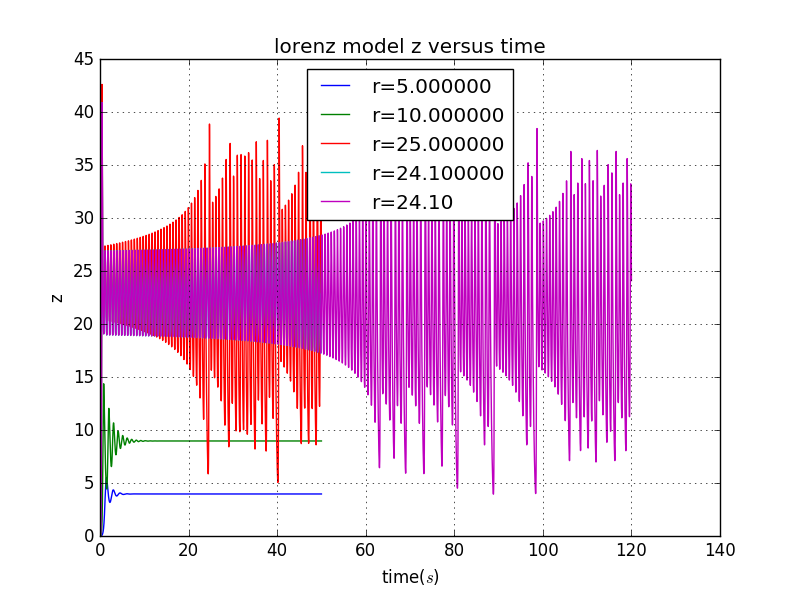 lorenz model z versus time
45
40
35
30
25
20
15
10
5
0
z
r=5.000000
r=10.000000
r=25.000000
r=24.100000
r=24.10
0 20 40 60 80 100 120 140
time(s)